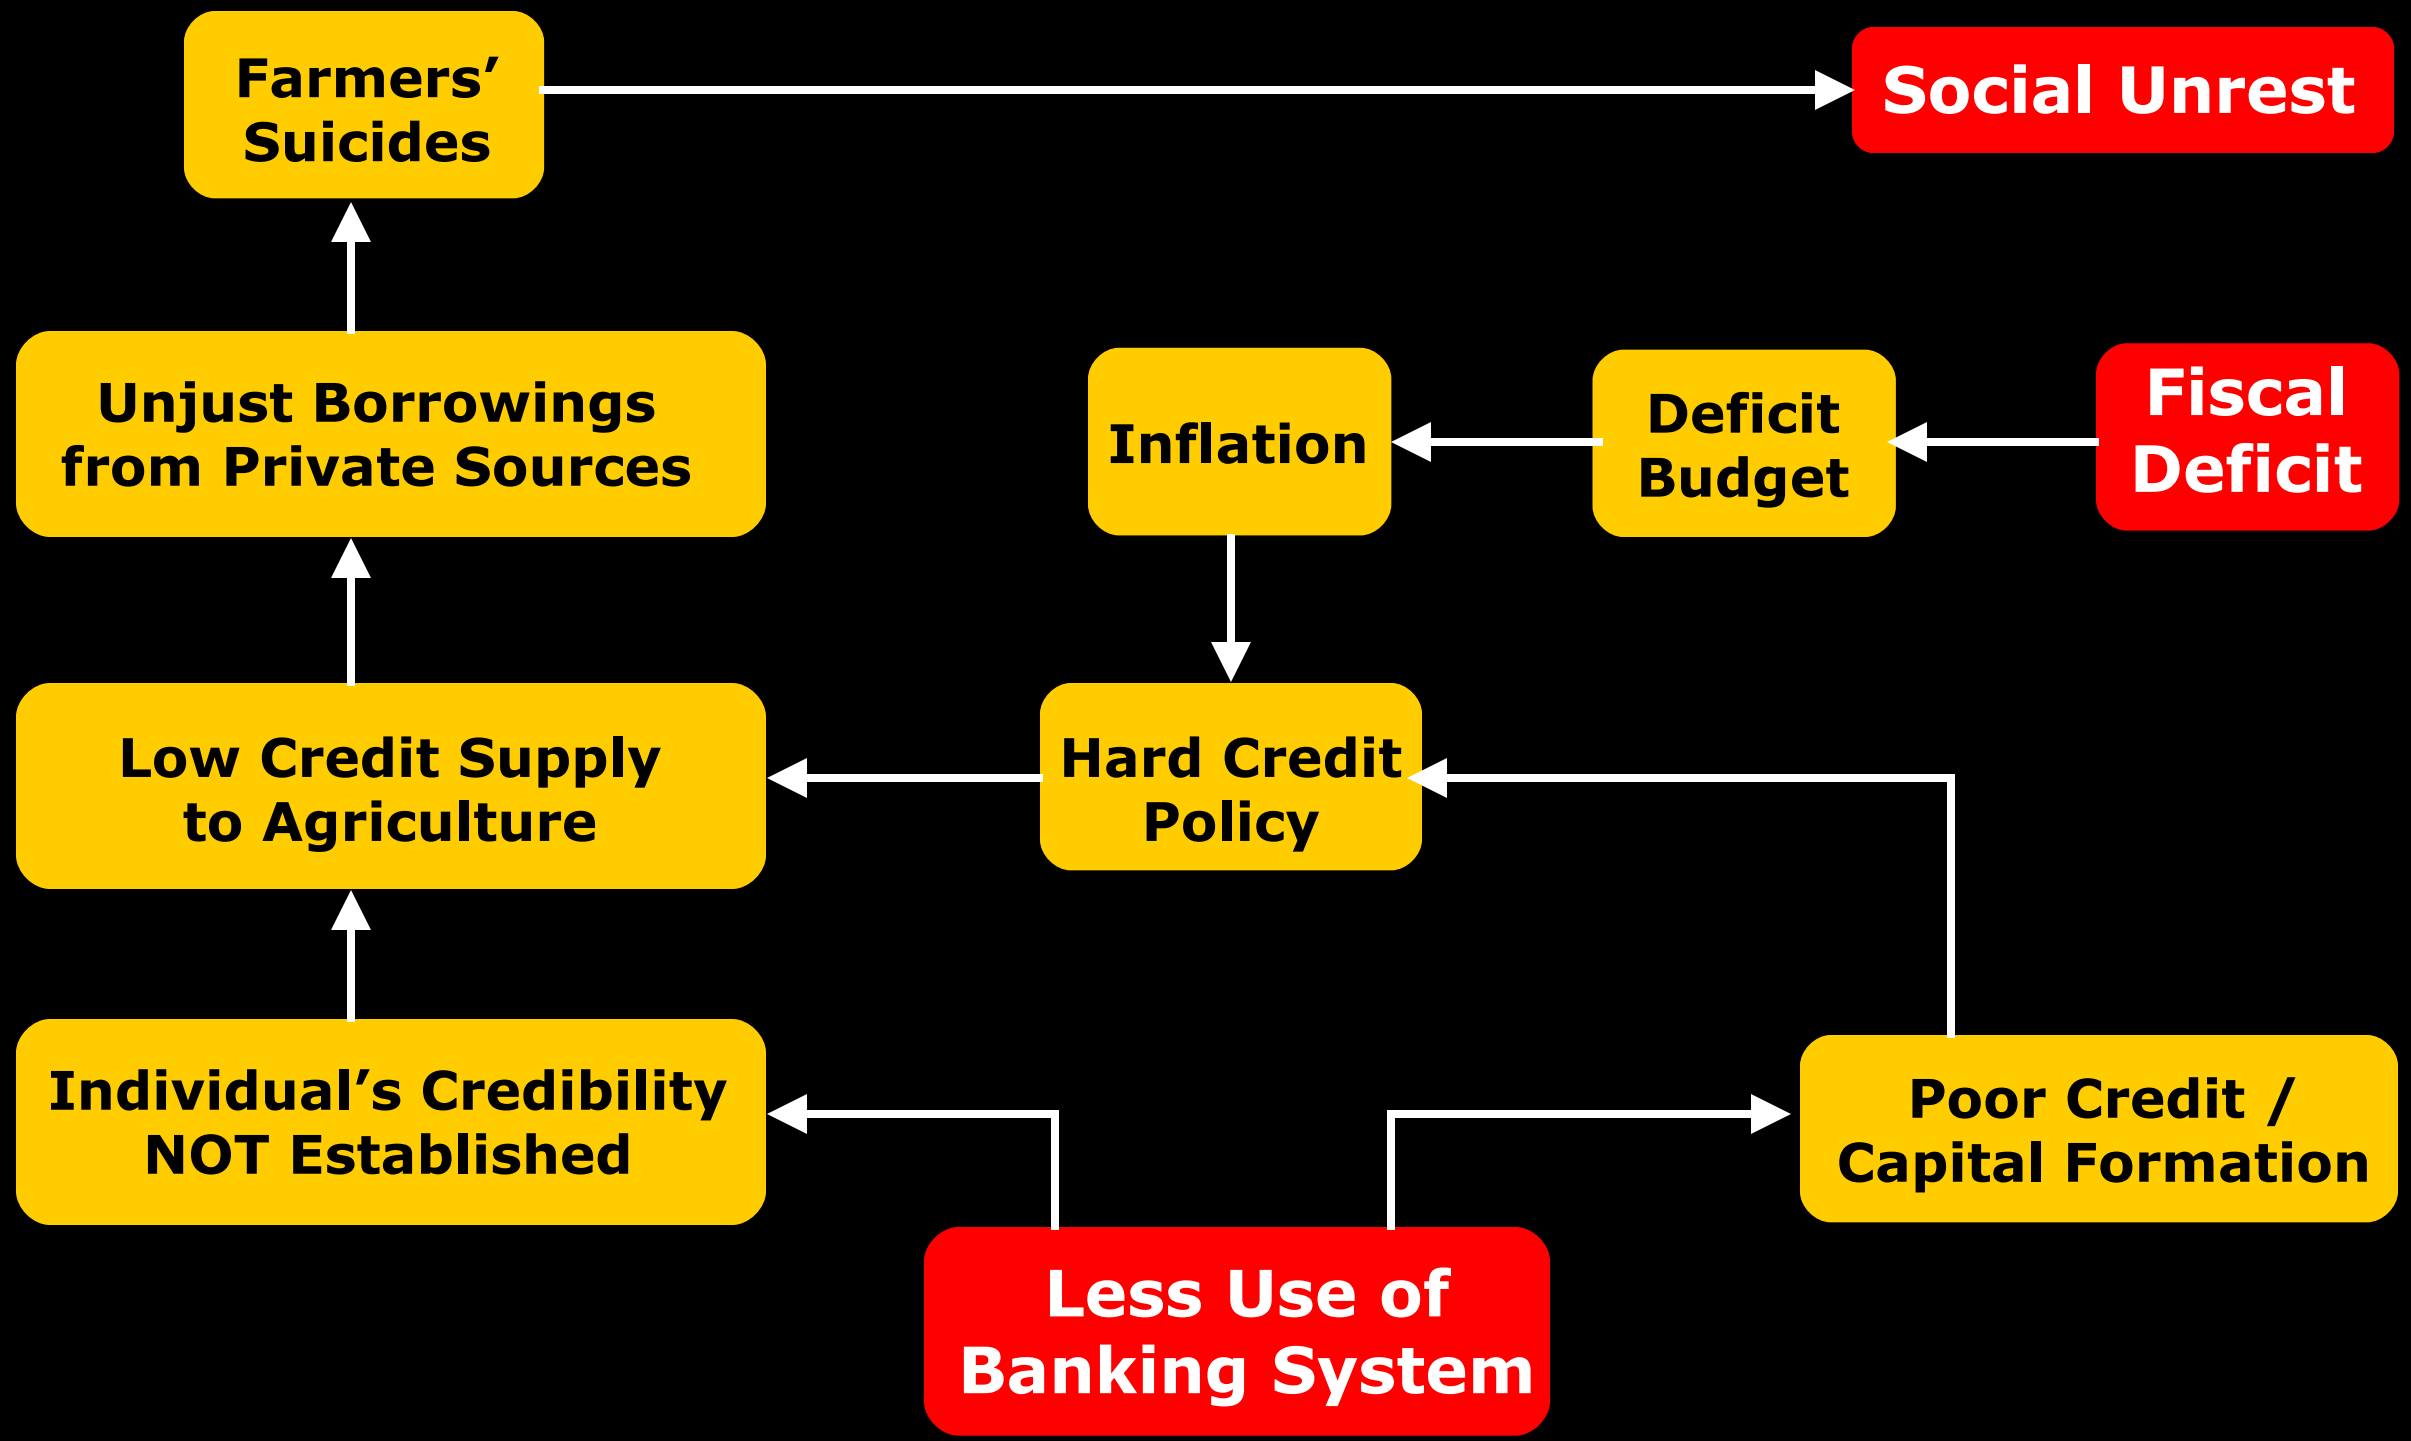 Farmers’
Suicides
Social Unrest
Unjust Borrowings
from Private Sources
Inflation
Deficit
Budget
Fiscal
Deficit
Low Credit Supply
to Agriculture
Hard Credit
Policy
Individual’s Credibility
NOT Established
Poor Credit /
Capital Formation
Less Use of
Banking System